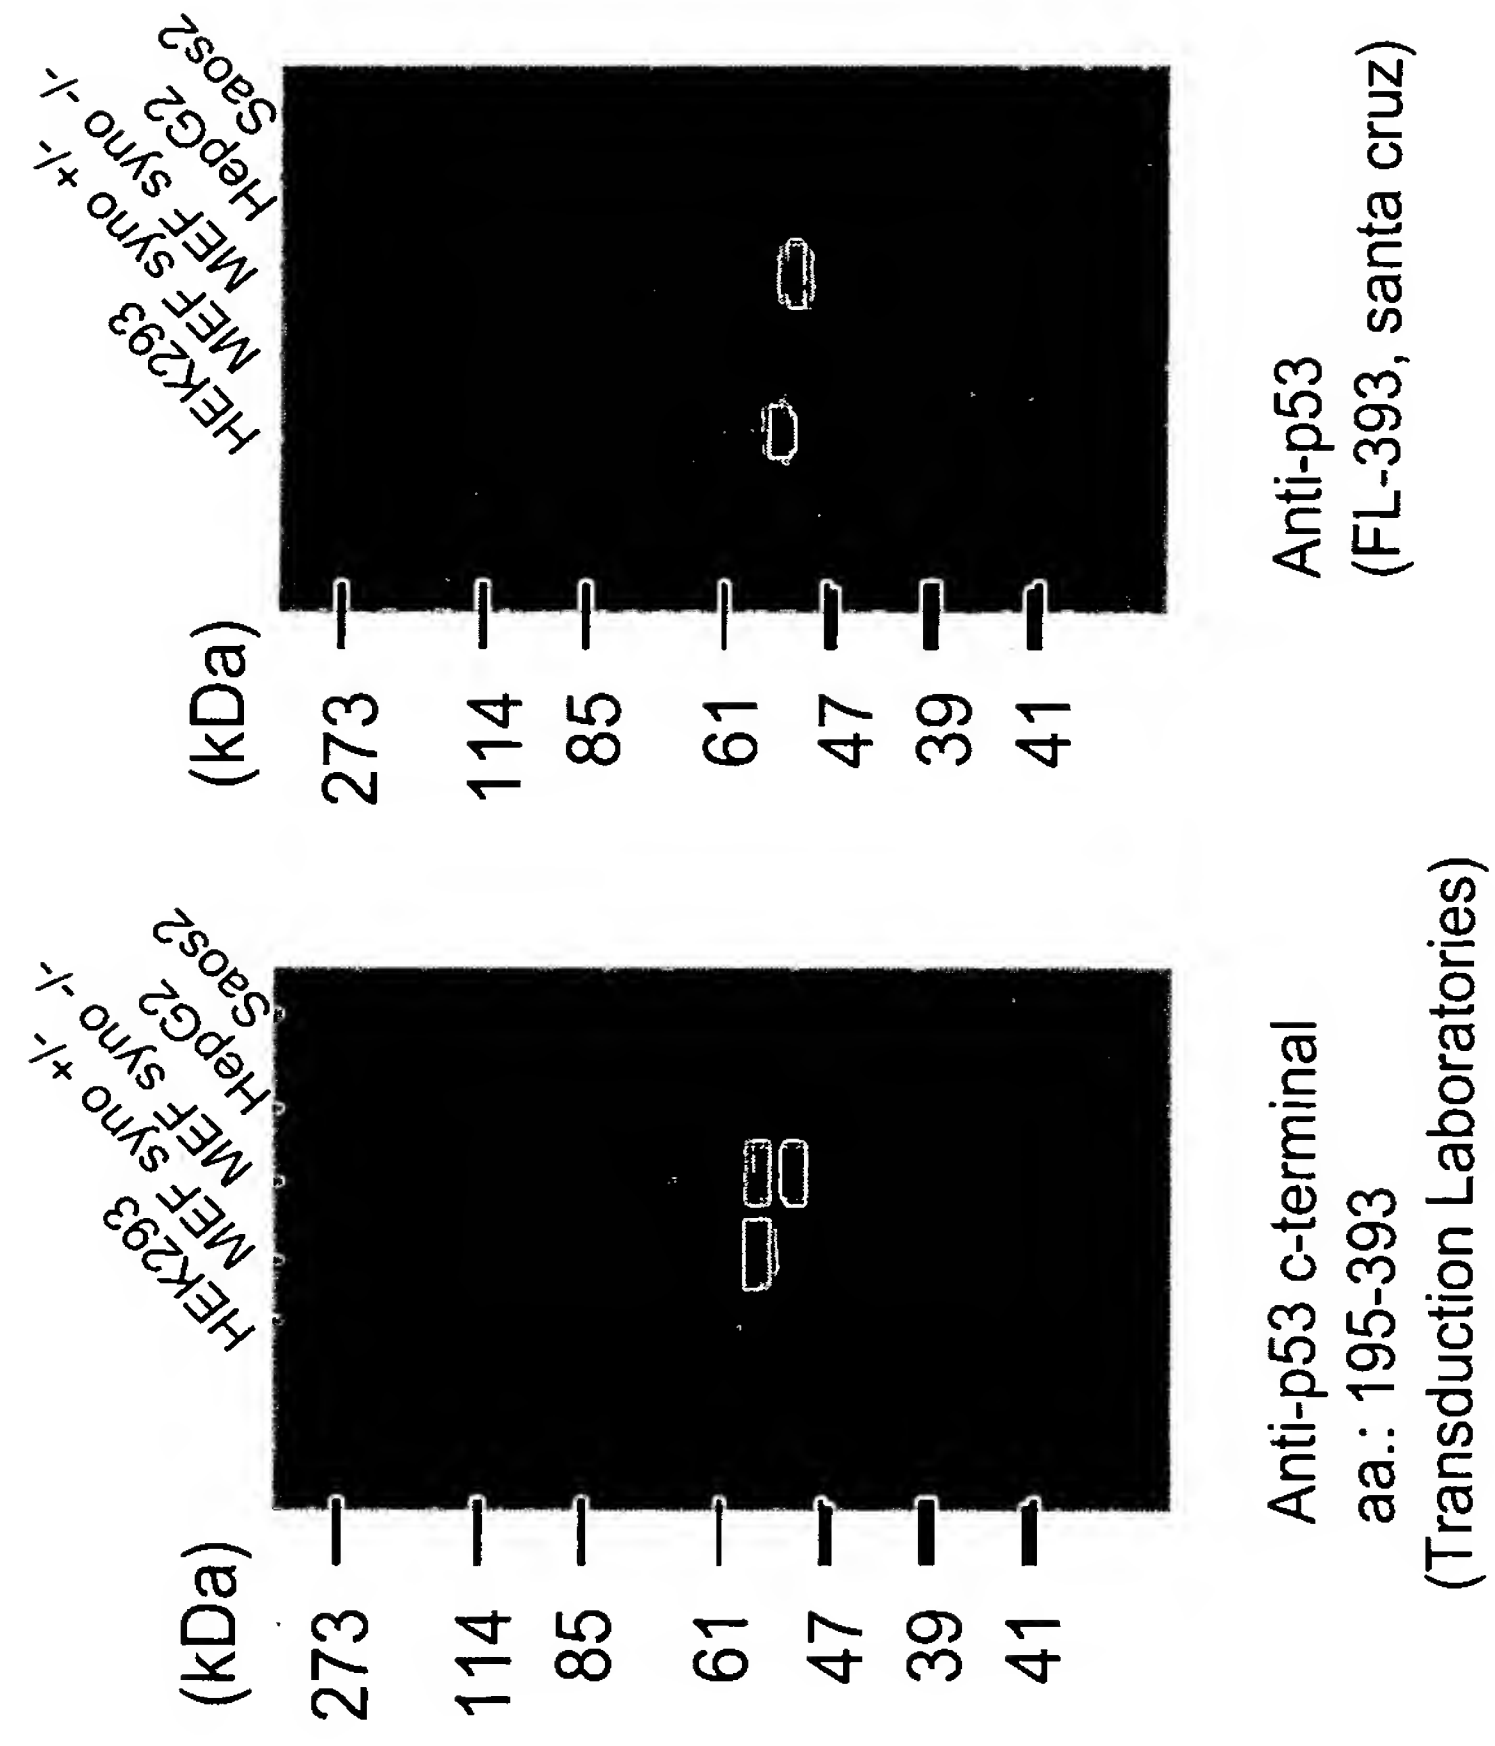 HEK293
MEF syno +/-
MEF syno -/-
HepG2
Saos2
(kDa)
273
114
85
61
47
39
41
Anti-p53 c-terminal
aa.: 195-393
(Transduction Laboratories)
HEK293
MEF syno +/-
MEF syno -/-
HepG2
Saos2
(kDa)
273
114
85
61
47
39
41
Anti-p53
(FL-393, santa cruz)